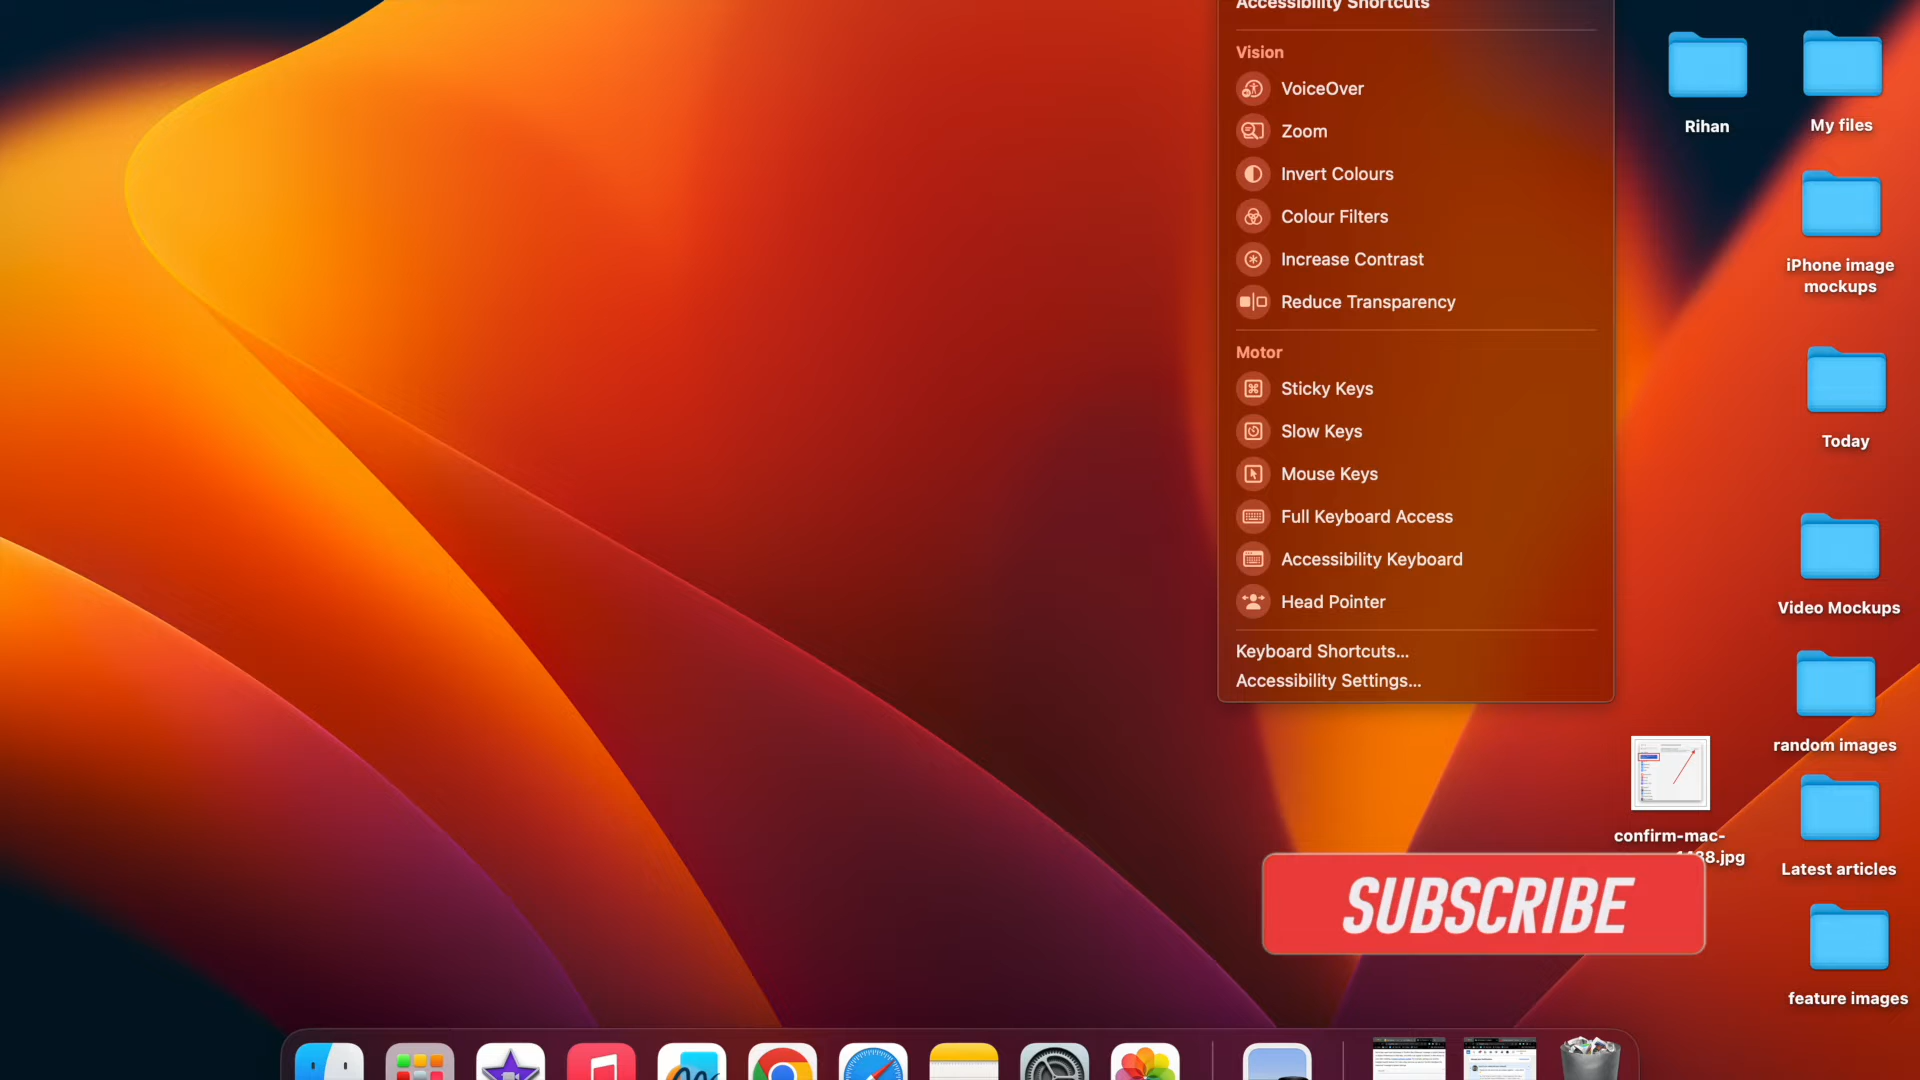 Accessibility Shortcuts
Vision
VoiceOver
Zoom
Invert Colours
Colour Filters
Increase Contrast
Reduce Transparency
Motor
Sticky Keys
Slow Keys
Mouse Keys
Full Keyboard Access
Accessibility Keyboard
Head Pointer
Keyboard Shortcuts...
Accessibility Settings...
Rihan
My files
iPhone image
mockups
Today
Video Mockups
random images
confirm-mac-
Latest articles
feature images
SUBSCRIBE